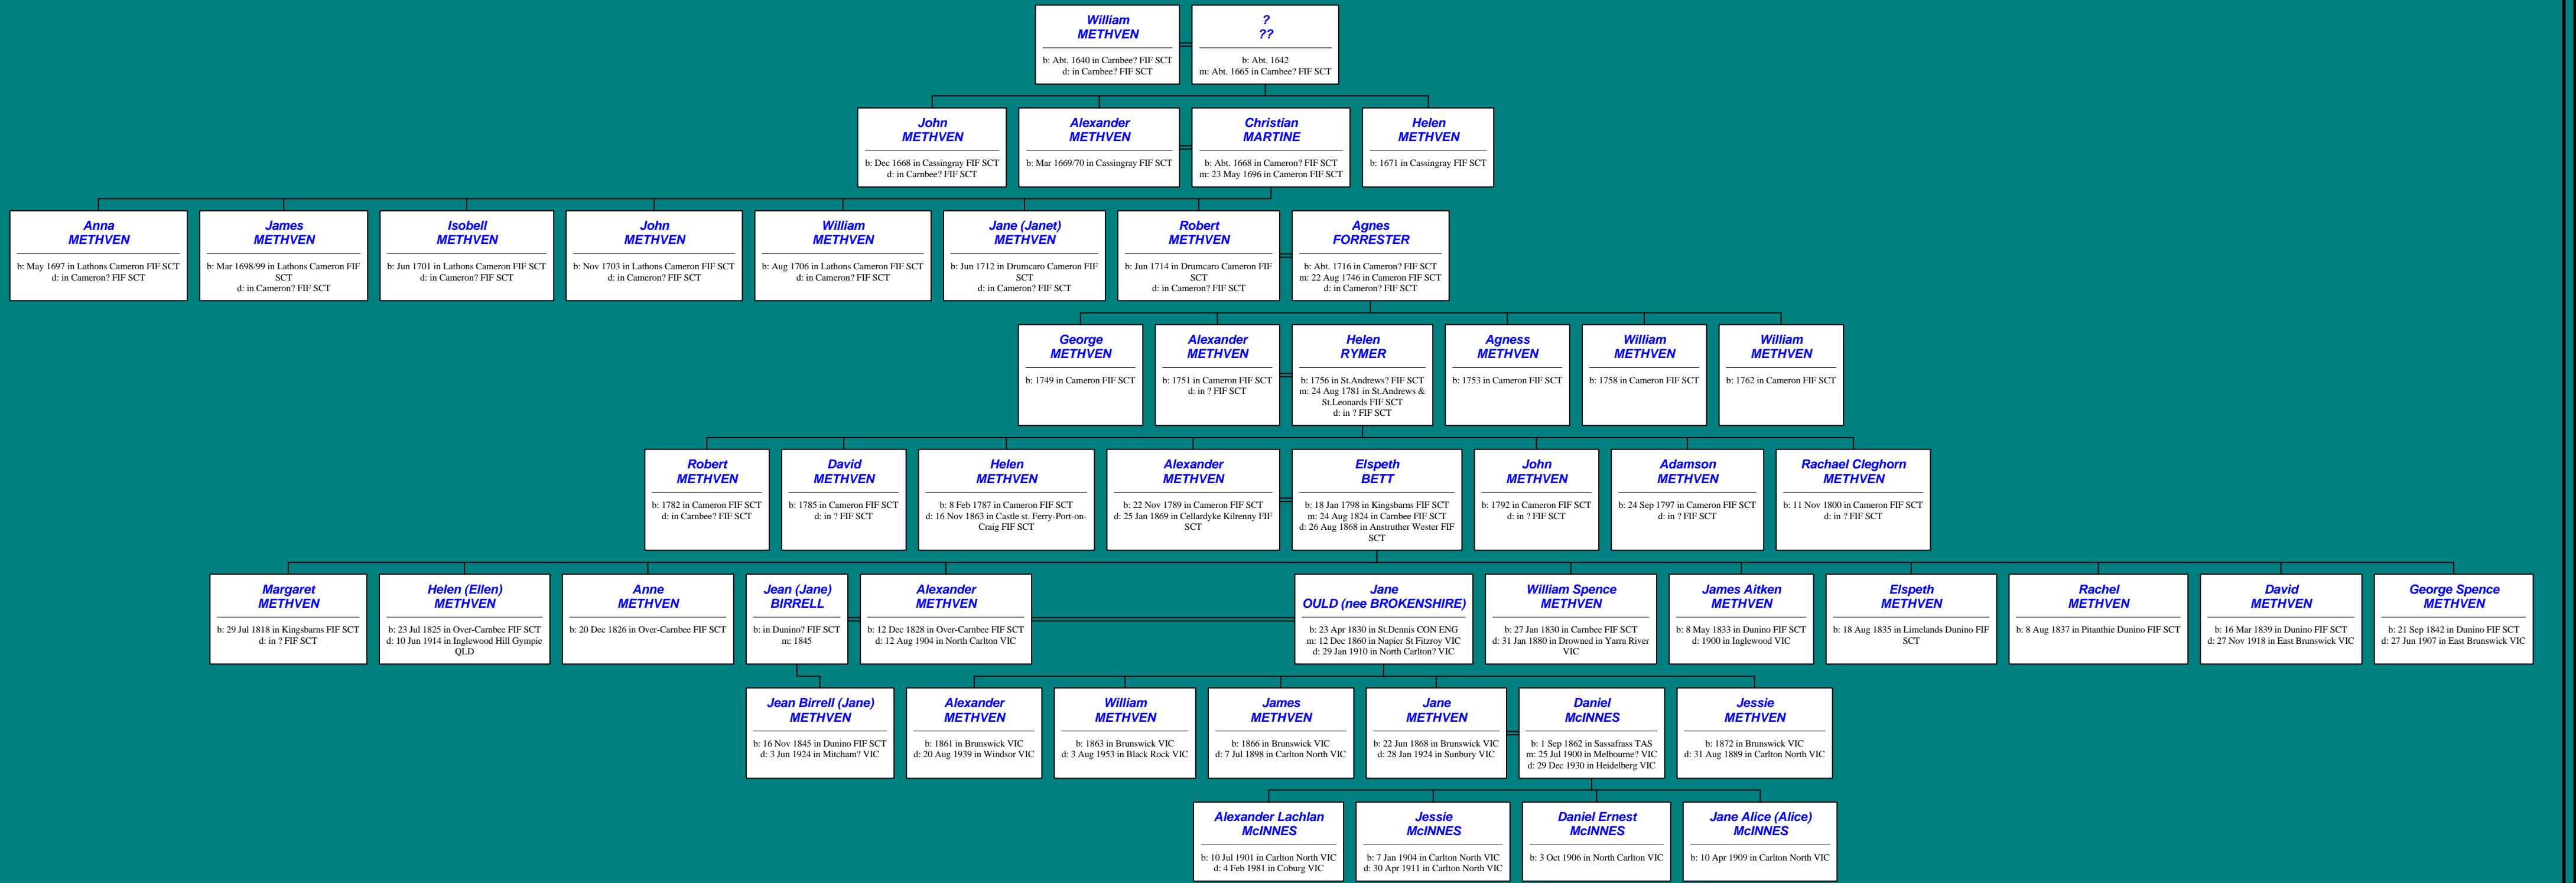 William
METHVEN
b: Abt. 1640 in Carnbee? FIF SCT
d: in Carnbee? FIF SCT
?
??
b: Abt. 1642
m: Abt. 1665 in Carnbee? FIF SCT
John
METHVEN
b: Dec 1668 in Cassingray FIF SCT
d: in Carnbee? FIF SCT
Alexander
METHVEN
b: Mar 1669/70 in Cassingray FIF SCT
Christian
MARTINE
b: Abt. 1668 in Cameron? FIF SCT
m: 23 May 1696 in Cameron FIF SCT
Helen
METHVEN
b: 1671 in Cassingray FIF SCT
Anna
METHVEN
b: May 1697 in Lathons Cameron FIF SCT
d: in Cameron? FIF SCT
James
METHVEN
b: Mar 1698/99 in Lathons Cameron FIF
SCT
d: in Cameron? FIF SCT
Isobell
METHVEN
b: Jun 1701 in Lathons Cameron FIF SCT
d: in Cameron? FIF SCT
John
METHVEN
b: Nov 1703 in Lathons Cameron FIF SCT
d: in Cameron? FIF SCT
William
METHVEN
b: Aug 1706 in Lathons Cameron FIF SCT
d: in Cameron? FIF SCT
Jane (Janet)
METHVEN
b: Jun 1712 in Drumcaro Cameron FIF
SCT
d: in Cameron? FIF SCT
Robert
METHVEN
b: Jun 1714 in Drumcaro Cameron FIF
SCT
d: in Cameron? FIF SCT
Agnes
FORRESTER
b: Abt. 1716 in Cameron? FIF SCT
m: 22 Aug 1746 in Cameron FIF SCT
d: in Cameron? FIF SCT
George
METHVEN
b: 1749 in Cameron FIF SCT
Alexander
METHVEN
b: 1751 in Cameron FIF SCT
d: in ? FIF SCT
Helen
RYMER
b: 1756 in St.Andrews? FIF SCT
m: 24 Aug 1781 in St.Andrews &
St.Leonards FIF SCT
d: in ? FIF SCT
Agness
METHVEN
b: 1753 in Cameron FIF SCT
William
METHVEN
b: 1758 in Cameron FIF SCT
William
METHVEN
b: 1762 in Cameron FIF SCT
Robert
METHVEN
b: 1782 in Cameron FIF SCT
d: in Carnbee? FIF SCT
David
METHVEN
b: 1785 in Cameron FIF SCT
d: in ? FIF SCT
Helen
METHVEN
b: 8 Feb 1787 in Cameron FIF SCT
d: 16 Nov 1863 in Castle st. Ferry-Port-on-
Craig FIF SCT
Alexander
METHVEN
b: 22 Nov 1789 in Cameron FIF SCT
d: 25 Jan 1869 in Cellardyke Kilrenny FIF
SCT
Elspeth
BETT
b: 18 Jan 1798 in Kingsbarns FIF SCT
m: 24 Aug 1824 in Carnbee FIF SCT
d: 26 Aug 1868 in Anstruther Wester FIF
SCT
John
METHVEN
b: 1792 in Cameron FIF SCT
d: in ? FIF SCT
Adamson
METHVEN
b: 24 Sep 1797 in Cameron FIF SCT
d: in ? FIF SCT
Rachael Cleghorn
METHVEN
b: 11 Nov 1800 in Cameron FIF SCT
d: in ? FIF SCT
Margaret
METHVEN
b: 29 Jul 1818 in Kingsbarns FIF SCT
d: in ? FIF SCT
Helen (Ellen)
METHVEN
b: 23 Jul 1825 in Over-Carnbee FIF SCT
d: 10 Jun 1914 in Inglewood Hill Gympie
QLD
Anne
METHVEN
b: 20 Dec 1826 in Over-Carnbee FIF SCT
Jean (Jane)
BIRRELL
b: in Dunino? FIF SCT
m: 1845
Alexander
METHVEN
b: 12 Dec 1828 in Over-Carnbee FIF SCT
d: 12 Aug 1904 in North Carlton VIC
Jane
OULD (nee BROKENSHIRE)
b: 23 Apr 1830 in St.Dennis CON ENG
m: 12 Dec 1860 in Napier St Fitzroy VIC
d: 29 Jan 1910 in North Carlton? VIC
William Spence
METHVEN
b: 27 Jan 1830 in Carnbee FIF SCT
d: 31 Jan 1880 in Drowned in Yarra River
VIC
James Aitken
METHVEN
b: 8 May 1833 in Dunino FIF SCT
d: 1900 in Inglewood VIC
Elspeth
METHVEN
b: 18 Aug 1835 in Limelands Dunino FIF
SCT
Rachel
METHVEN
b: 8 Aug 1837 in Pitanthie Dunino FIF SCT
David
METHVEN
b: 16 Mar 1839 in Dunino FIF SCT
d: 27 Nov 1918 in East Brunswick VIC
George Spence
METHVEN
b: 21 Sep 1842 in Dunino FIF SCT
d: 27 Jun 1907 in East Brunswick VIC
Jean Birrell (Jane)
METHVEN
b: 16 Nov 1845 in Dunino FIF SCT
d: 3 Jun 1924 in Mitcham? VIC
Alexander
METHVEN
b: 1861 in Brunswick VIC
d: 20 Aug 1939 in Windsor VIC
William
METHVEN
b: 1863 in Brunswick VIC
d: 3 Aug 1953 in Black Rock VIC
James
METHVEN
b: 1866 in Brunswick VIC
d: 7 Jul 1898 in Carlton North VIC
Jane
METHVEN
b: 22 Jun 1868 in Brunswick VIC
d: 28 Jan 1924 in Sunbury VIC
Daniel
McINNES
b: 1 Sep 1862 in Sassafrass TAS
m: 25 Jul 1900 in Melbourne? VIC
d: 29 Dec 1930 in Heidelberg VIC
Jessie
METHVEN
b: 1872 in Brunswick VIC
d: 31 Aug 1889 in Carlton North VIC
Alexander Lachlan
McINNES
b: 10 Jul 1901 in Carlton North VIC
d: 4 Feb 1981 in Coburg VIC
Jessie
McINNES
b: 7 Jan 1904 in Carlton North VIC
d: 30 Apr 1911 in Carlton North VIC
Daniel Ernest
McINNES
b: 3 Oct 1906 in North Carlton VIC
Jane Alice (Alice)
McINNES
b: 10 Apr 1909 in Carlton North VIC